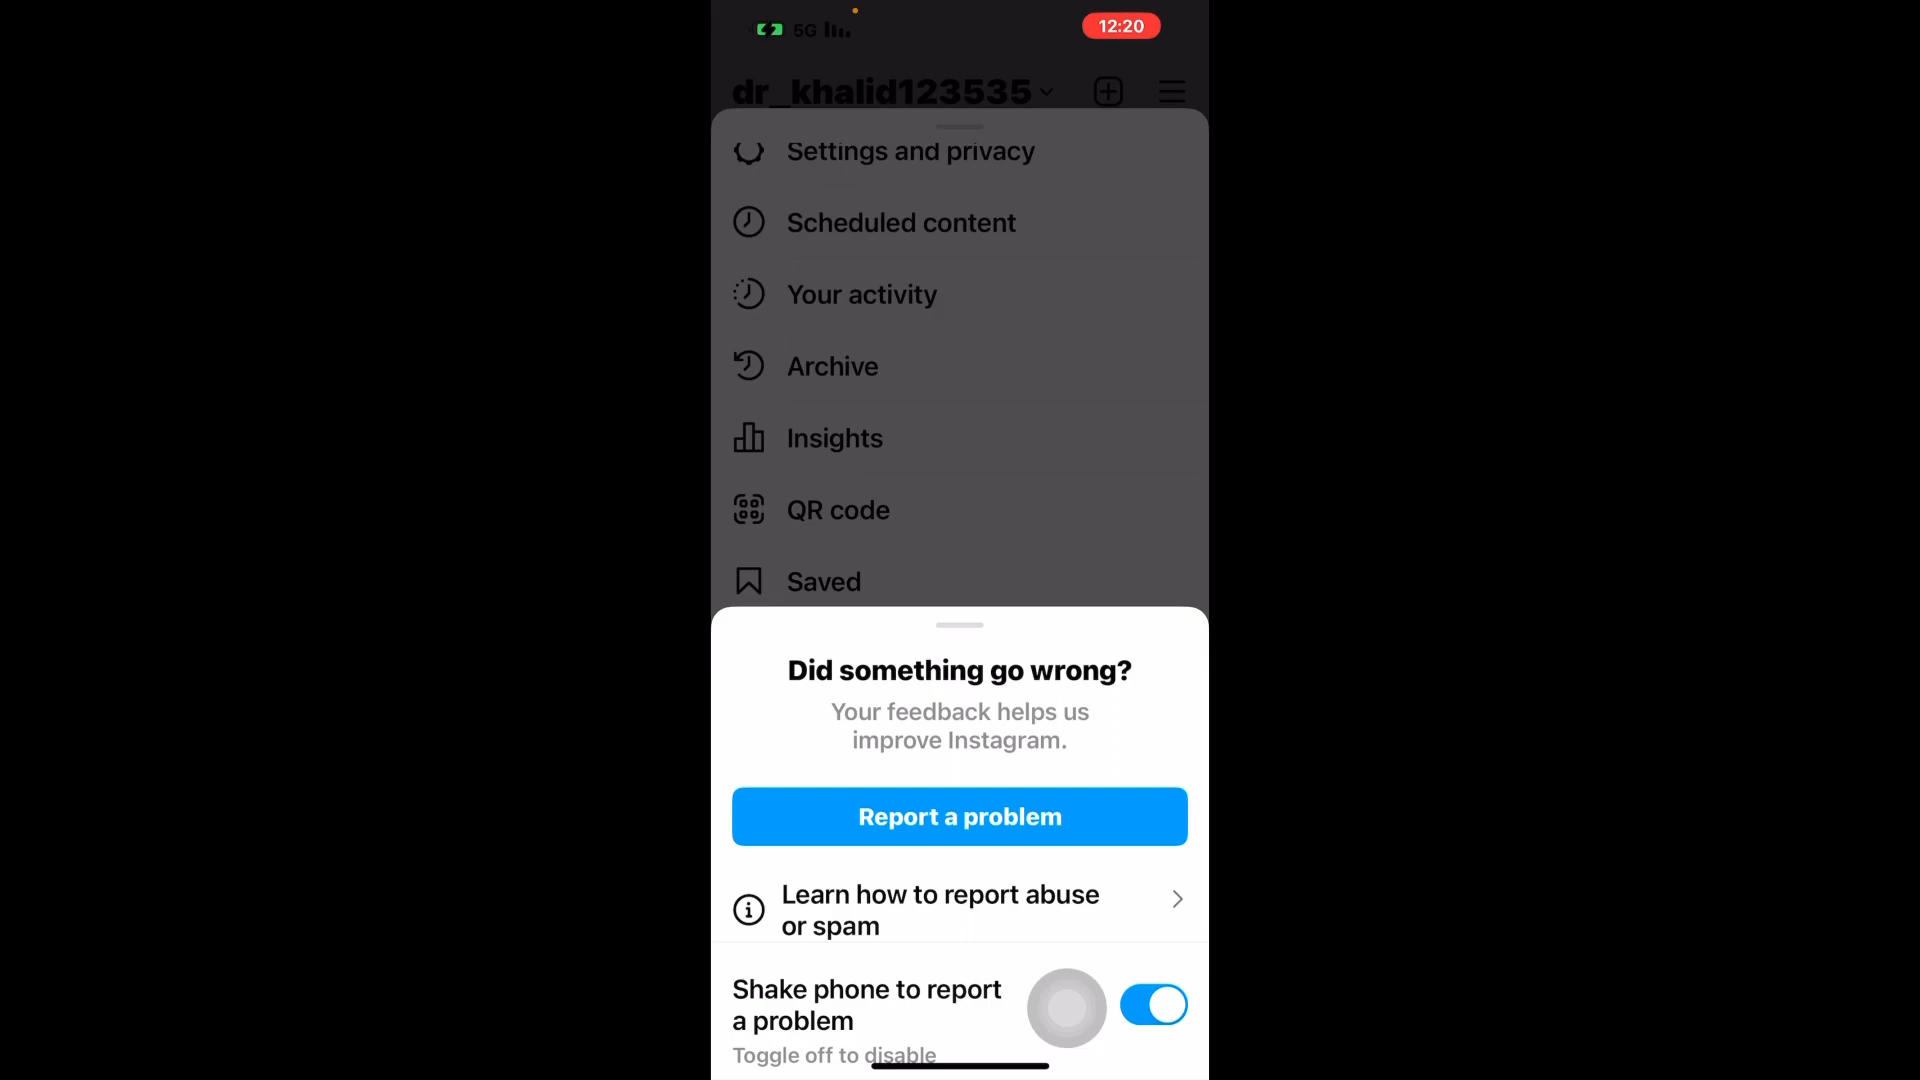 5G
12:20
dr_khalid123535
Settings and privacy
Scheduled content
Your activity
Archive
Insights
QR code
Saved
Did something go wrong?
Your feedback helps us
improve Instagram.
Report a problem
Learn how to report abuse
or spam
Shake phone to report
a problem
Toggle off to disable